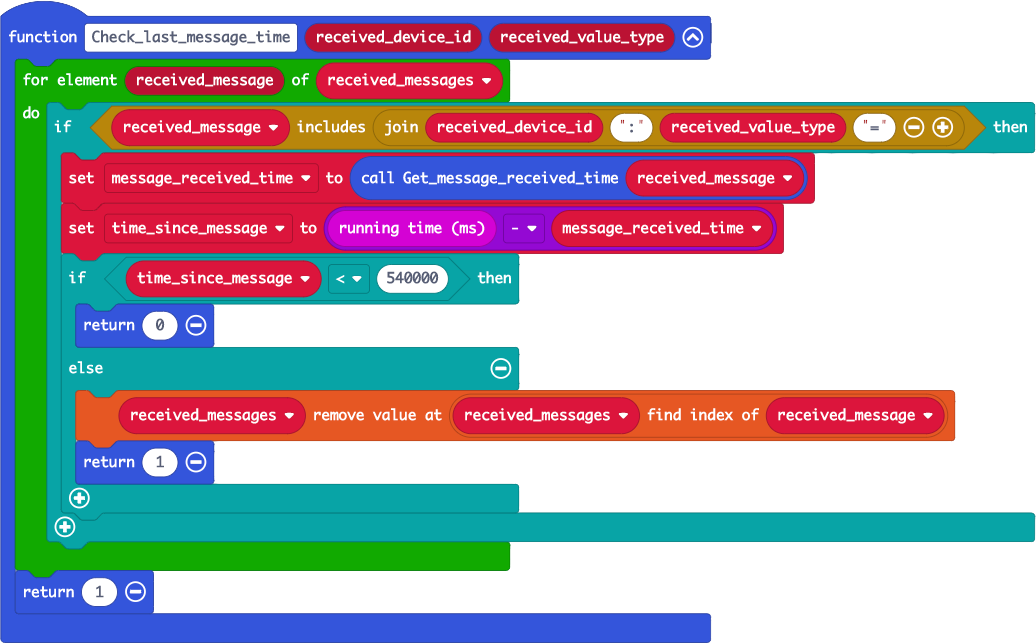 function Check_last_message_time received_device_id received_value_type
for element received_message of received_messages
do
if received_message includes join received_device_id ":" received_value_type "=" then
set message_received_time to call Get_message_received_time received_message
set time_since_message to running time (ms) - message_received_time
if time_since_message < 540000 then
return 0
else
received_messages remove value at received_messages find index of received_message
return 1
return 1